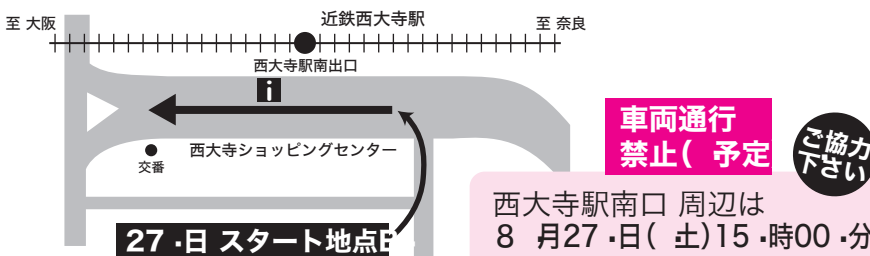 近鉄西大寺駅
至 大阪
至 奈良
西大寺駅南出口
i
車両通行
禁止( 予定
ご協力
下さい
西大寺ショッピングセンター
交番
西大寺駅南口 周辺は
8 月27・日( 土)15・時00・分
27・日 スタート地点